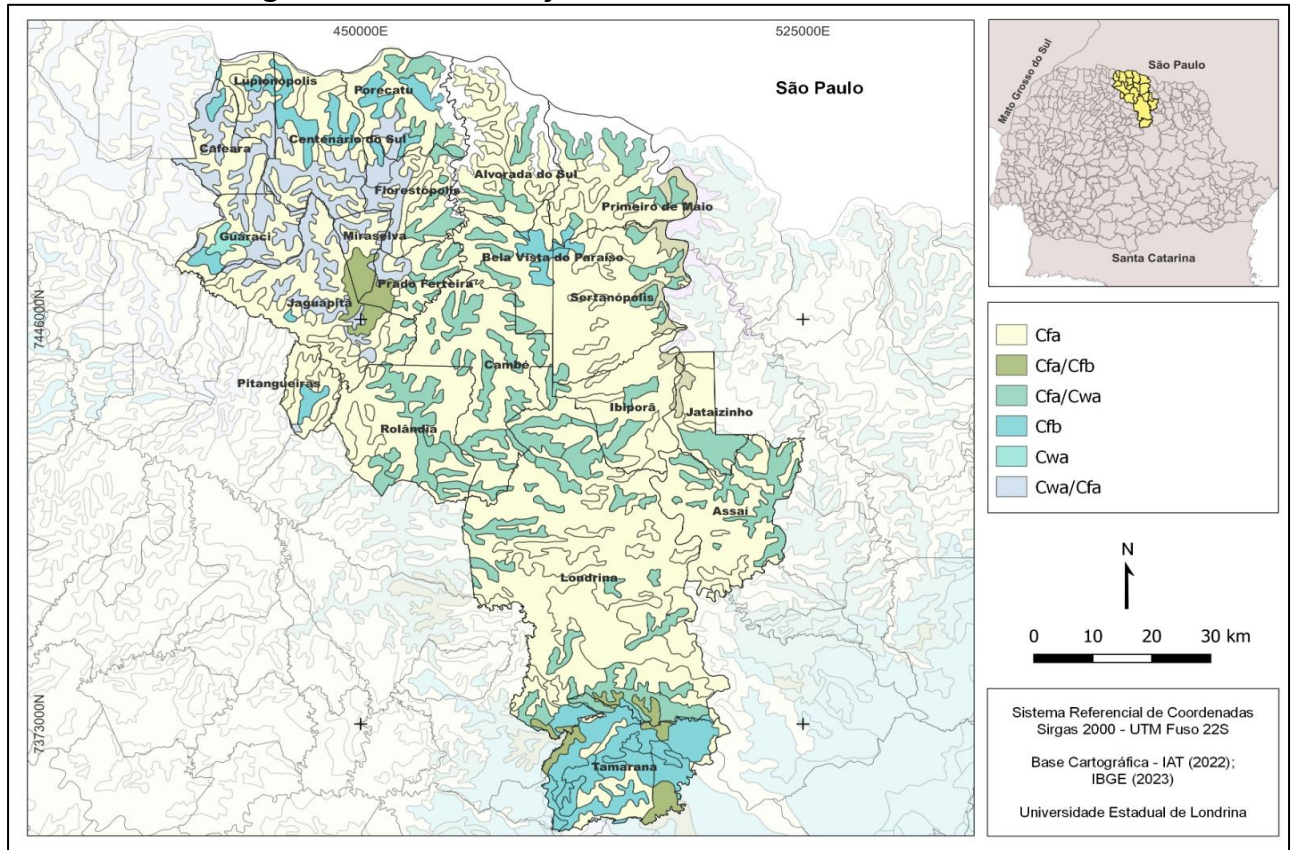 450000E
525000E
7446000N
7373000N
São Paulo
Lupionópolis
Porecatu
Centenário do Sul
Cafeara
Florestópolis
Alvorada do Sul
Primeiro de Maio
Guaraci
Miraselva
Bela Vista do Paraíso
Prado Ferreira
Sertanópolis
Jaguapitã
Pitangueiras
Cambé
Ibiporã
Jataizinho
Rolândia
Assaí
Londrina
Tamarana
Mato Grosso do Sul
São Paulo
Santa Catarina
Cfa
Cfa/Cfb
Cfa/Cwa
Cfb
Cwa
Cwa/Cfa
N
0 10 20 30 km
Sistema Referencial de Coordenadas
Sirgas 2000 - UTM Fuso 22S
Base Cartográfica - IAT (2022);
IBGE (2023)
Universidade Estadual de Londrina